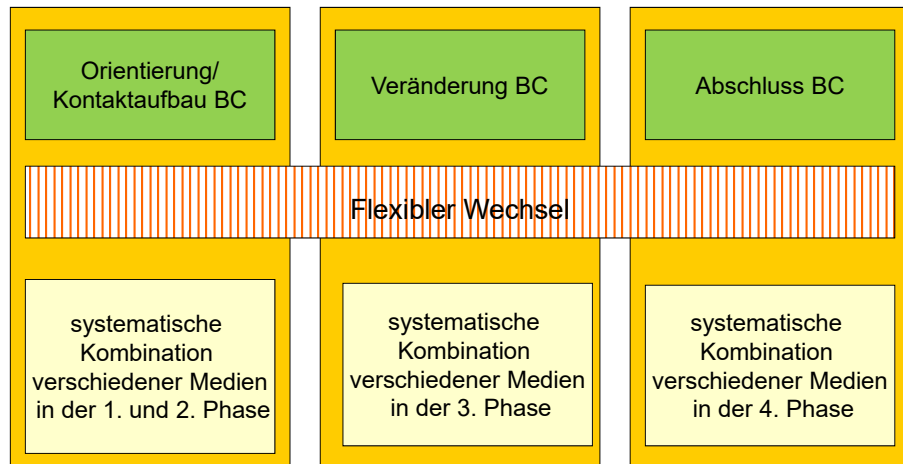 Orientierung/
Kontaktaufbau BC
Veränderung BC
Abschluss BC
Flexibler Wechsel
systematische
Kombination
verschiedener Medien
in der 1. und 2. Phase
systematische
Kombination
verschiedener Medien
in der 3. Phase
systematische
Kombination
verschiedener Medien
in der 4. Phase